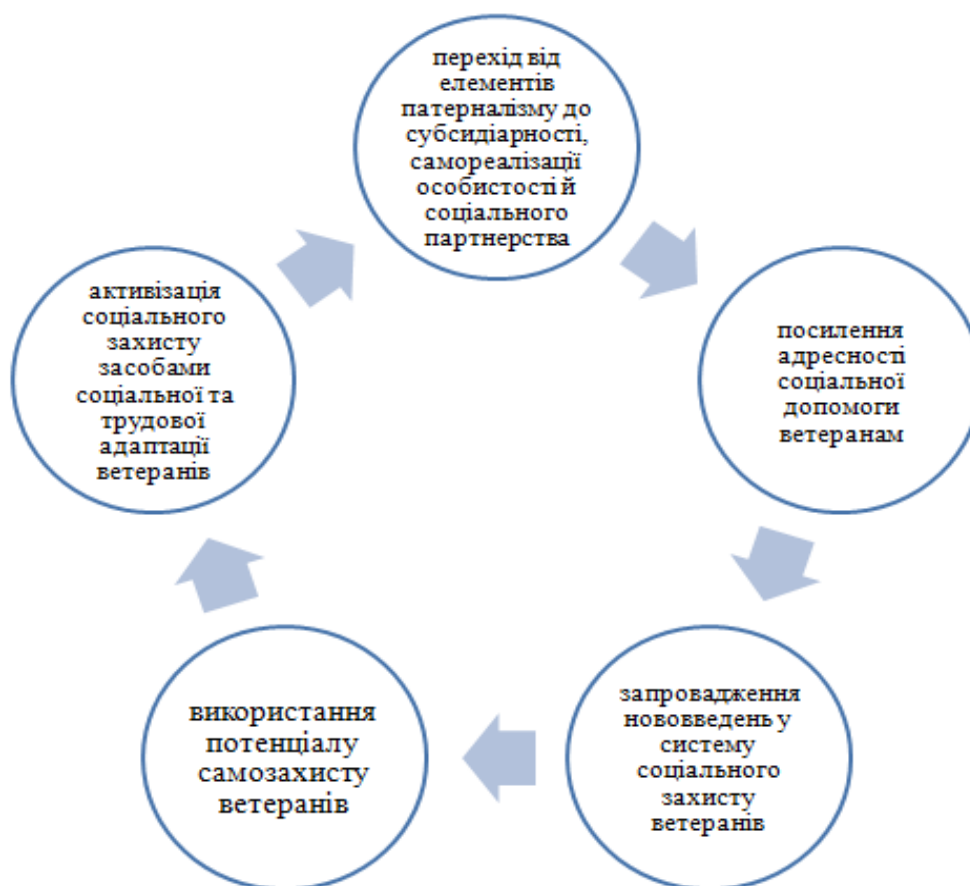 перехід від
елементів
патерналізму до
субсидіарності,
самореалізації
особистості й
соціального
партнерства
посилення
адресності
соціальної
допомоги
ветеранам
запровадження
нововведень у
систему
соціального
захисту
ветеранів
використання
потенціалу
самозахисту
ветеранів
активізація
соціального
захисту
засобами
соціальної та
трудової
адаптації
ветеранів